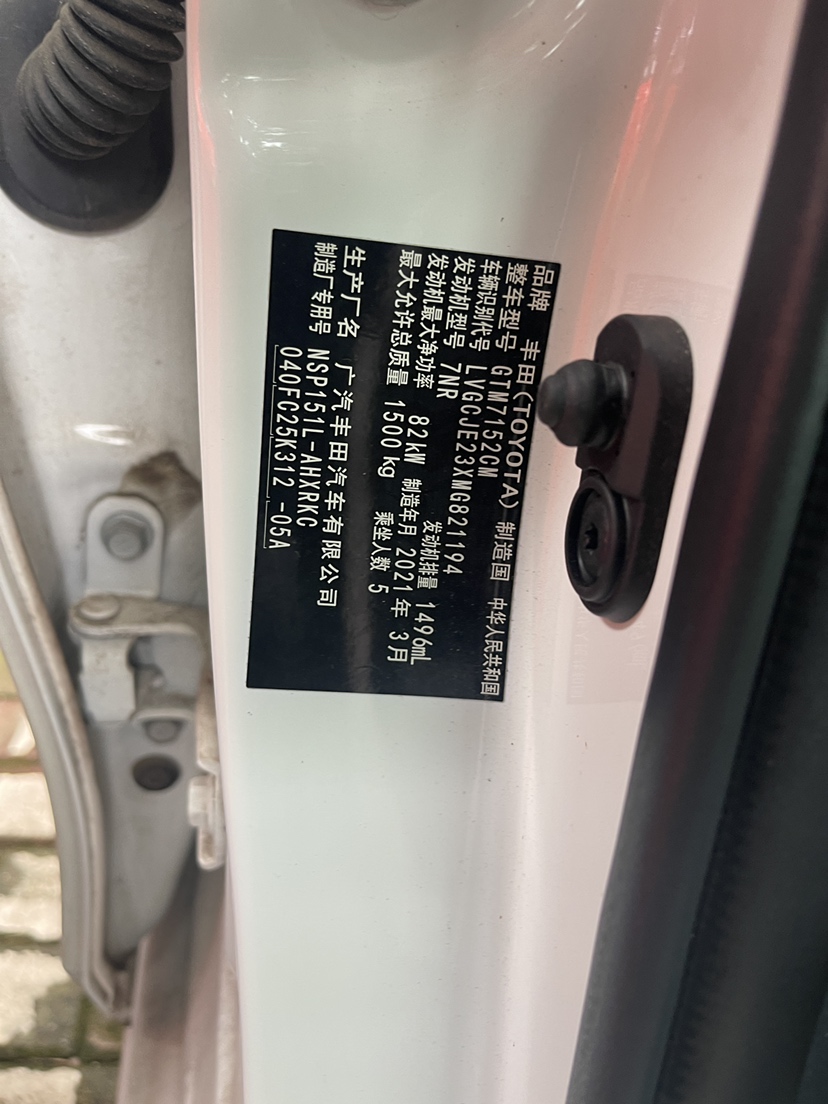 品牌 丰田(TOYOTA) 制造国 中华人民共和国
整车型号 GTM7152GM
车辆识别代号 LVGCJE23XMG821194
发动机型号 7NR 发动机排量 1496mL
发动机最大净功率 82kW 制造年月 2021年 3月
最大允许总质量 1500kg 乘坐人数 5
生产厂名 广汽丰田汽车有限公司
制造厂专用号 NSP151L-AHXRKC
040FC25K312 -05A